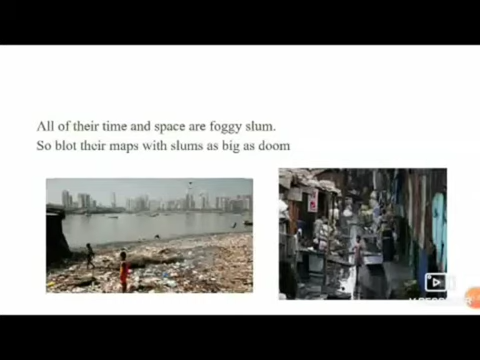 All of their time and space are foggy slum.
So blot their maps with slums as big as doom